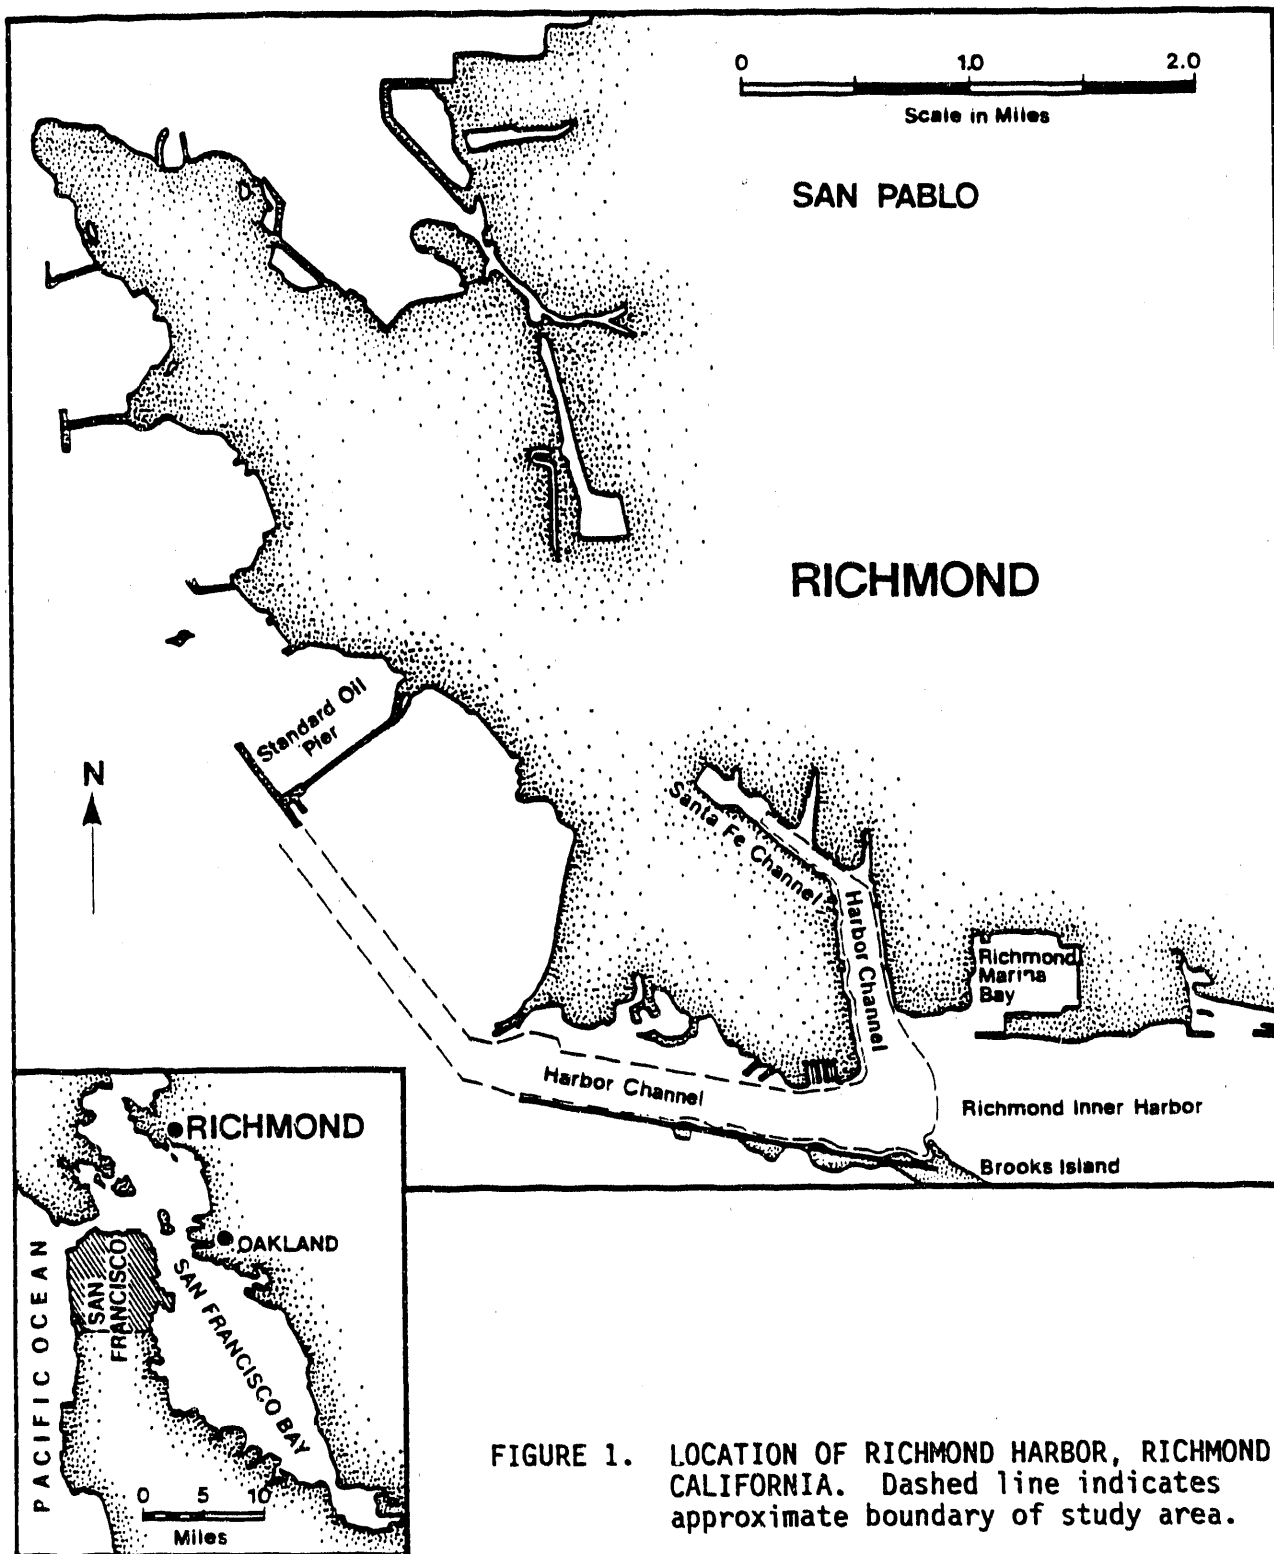 0 1.0 2.0
Scale in Miles
SAN PABLO
RICHMOND
Standard Oil
Pier
N
Santa Fe Channel
Harbor Channel
Richmond
Marina
Bay
Harbor Channel
Richmond Inner Harbor
Brooks Island
RICHMOND
OAKLAND
SAN
FRANCISCO
SAN FRANCISCO BAY
PACIFIC OCEAN
0 5 10
Miles
FIGURE 1. LOCATION OF RICHMOND HARBOR, RICHMOND
CALIFORNIA. Dashed line indicates
approximate boundary of study area.